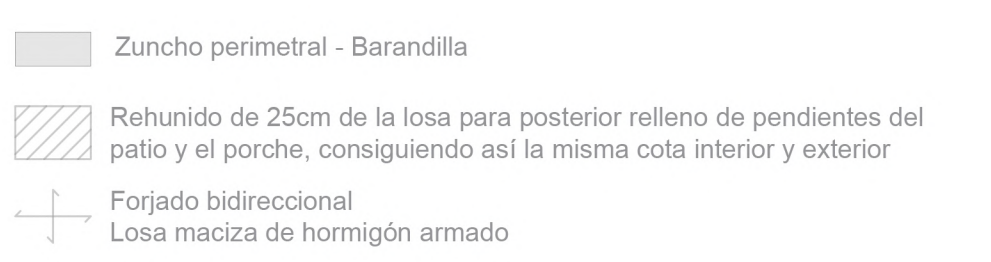 Zuncho perimetral - Barandilla
Rehunido de 25cm de la losa para posterior relleno de pendientes del
patio y el porche, consiguiendo así la misma cota interior y exterior
Forjado bidireccional
Losa maciza de hormigón armado